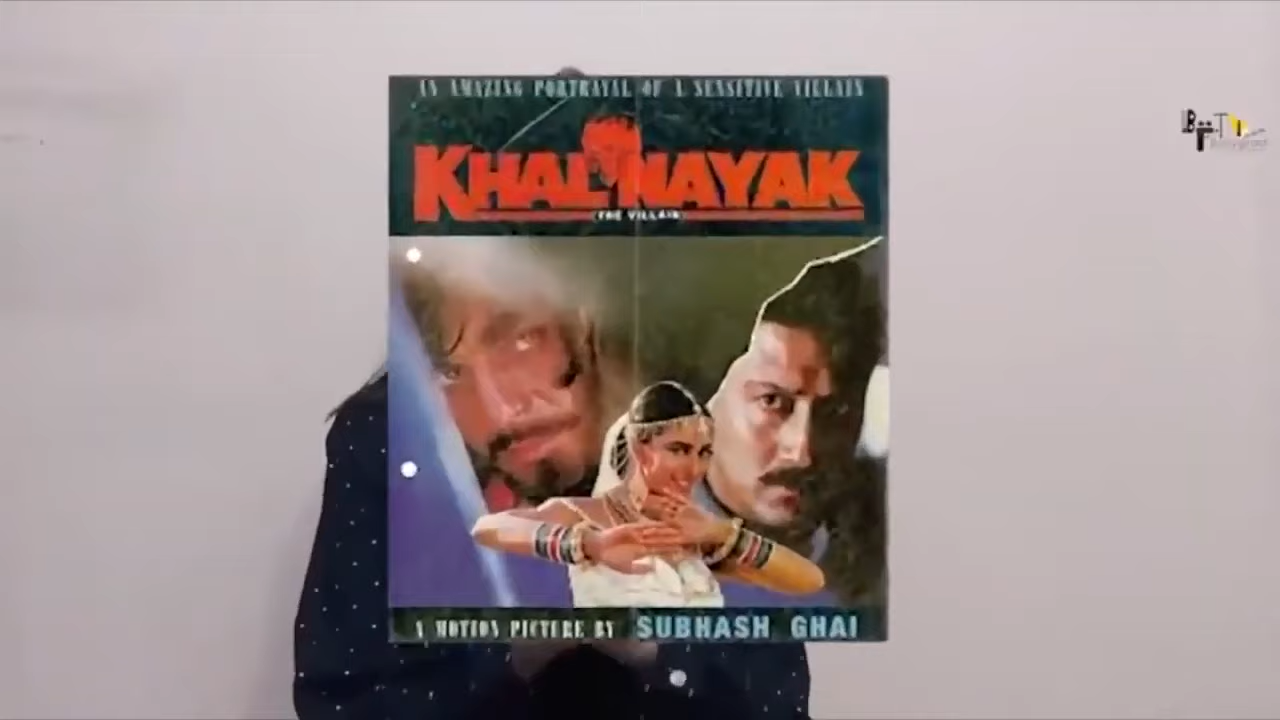 AN AMAZING PORTRAYAL OF A SENSITIVE VILLAIN
KHALNAYAK
(THE VILLAIN)
A MOTION PICTURE BY SUBHASH GHAI